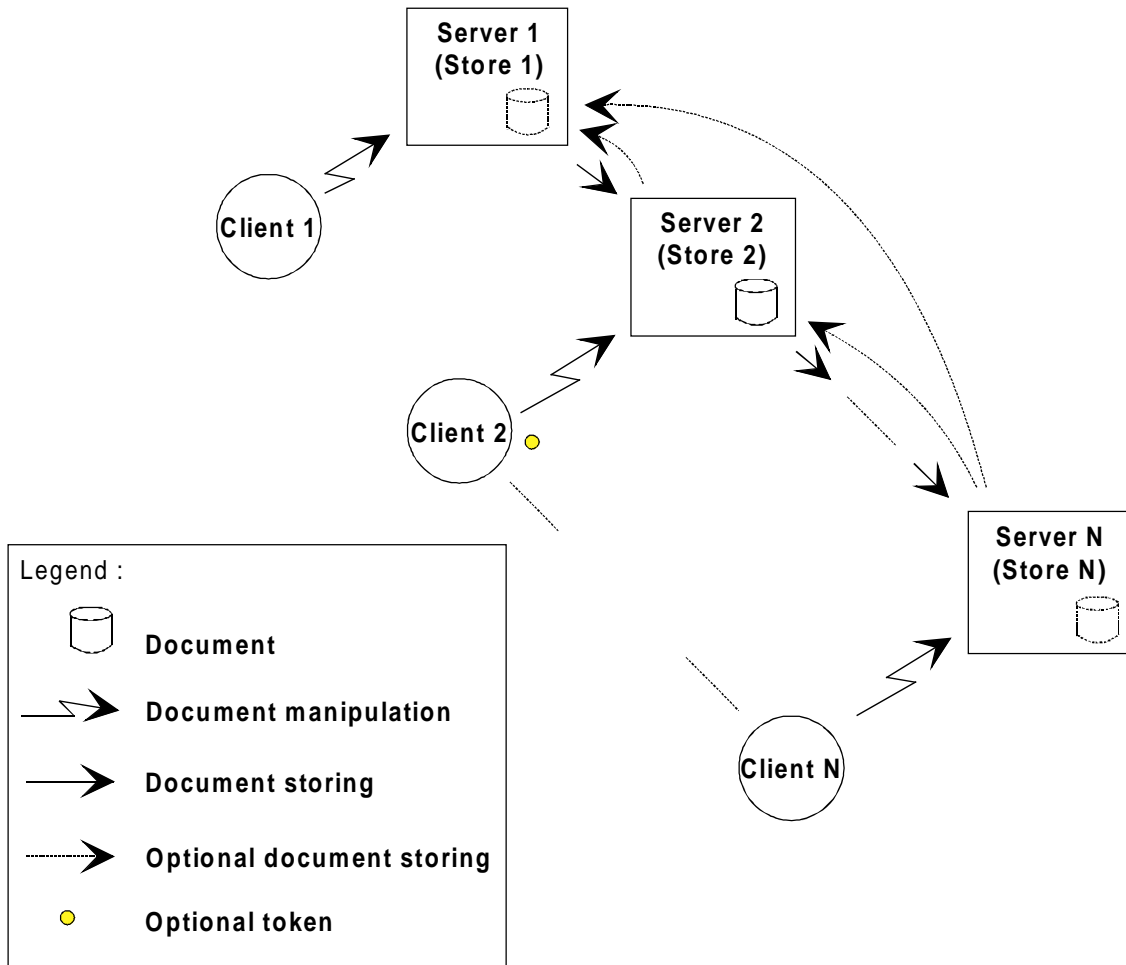 Server 1
(Store 1)
Client 1
Server 2
(Store 2)
Client 2
Server N
(Store N)
Client N
Legend :
Document
Document manipulation
Document storing
Optional document storing
Optional token